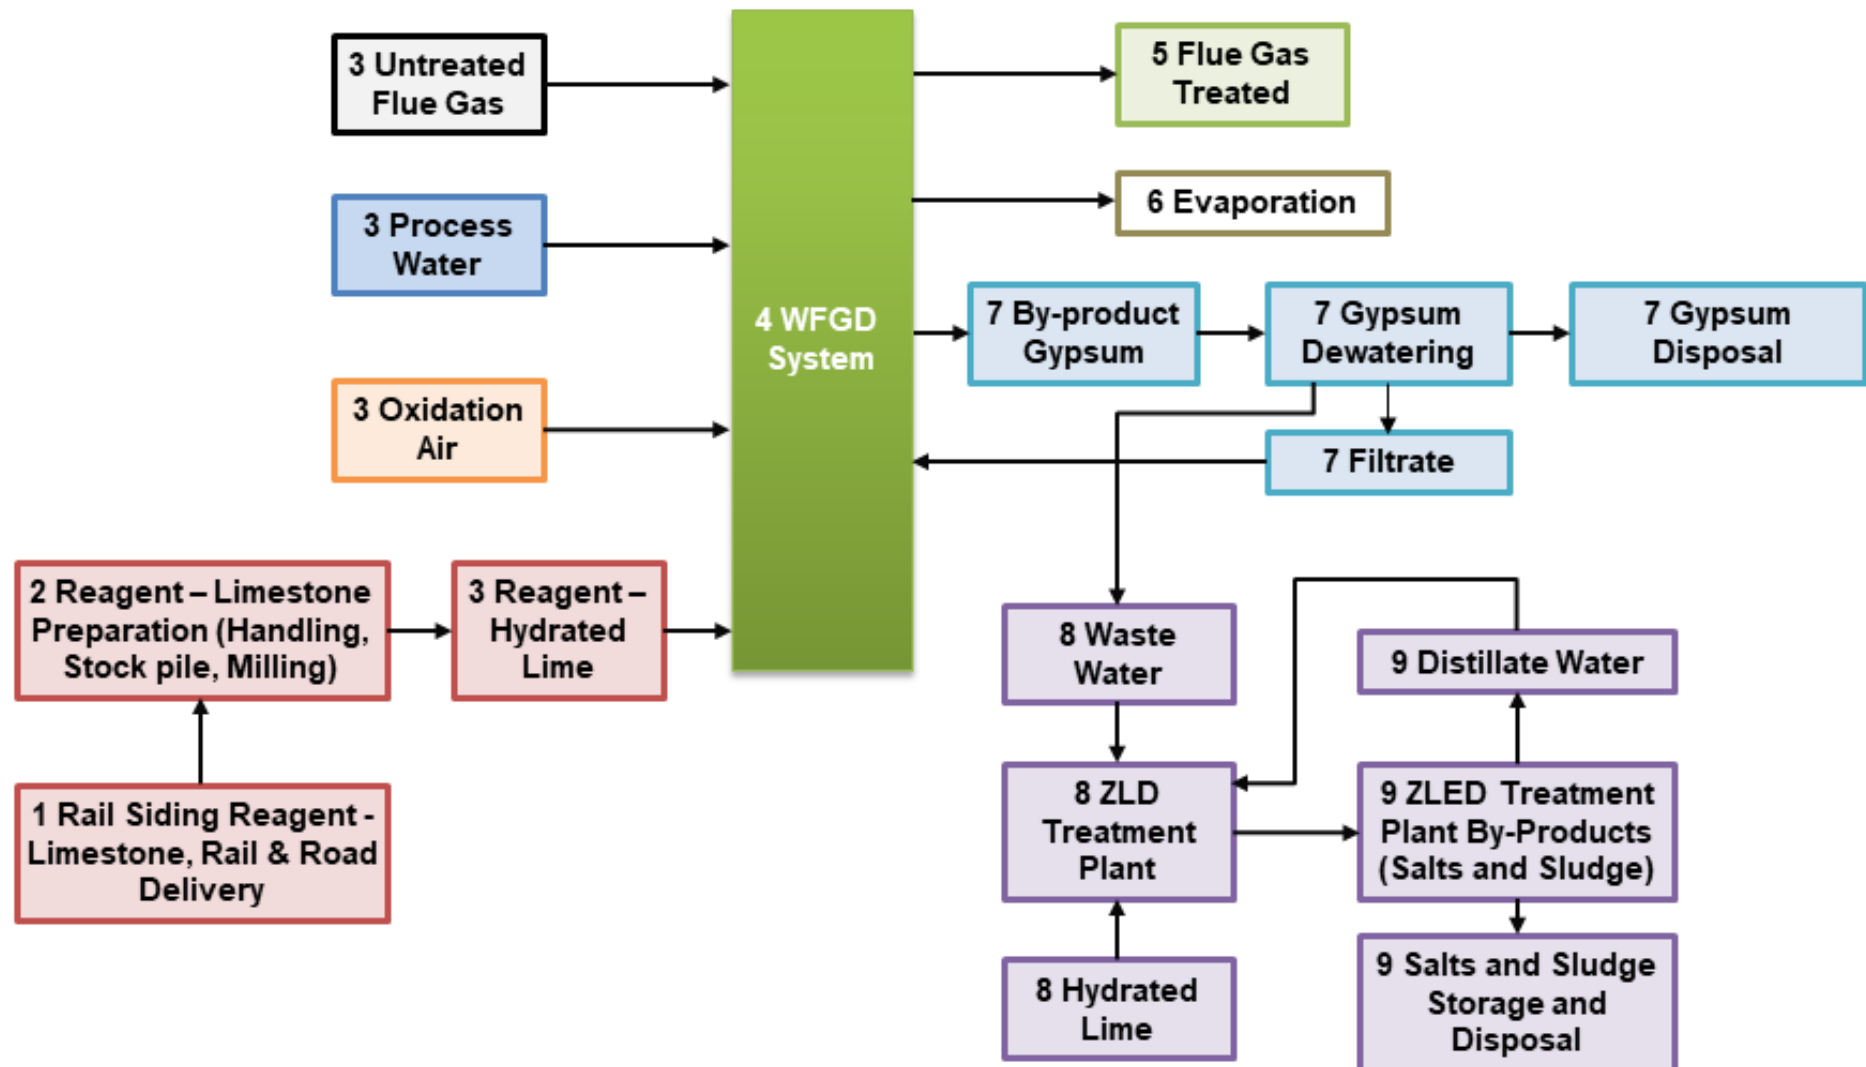 3 Untreated
Flue Gas
5 Flue Gas
Treated
3 Process
Water
6 Evaporation
4 WFGD
System
7 By-product
Gypsum
7 Gypsum
Dewatering
7 Gypsum
Disposal
3 Oxidation
Air
7 Filtrate
2 Reagent – Limestone
Preparation (Handling,
Stock pile, Milling)
3 Reagent –
Hydrated
Lime
8 Waste
Water
9 Distillate Water
1 Rail Siding Reagent -
Limestone, Rail & Road
Delivery
8 ZLD
Treatment
Plant
9 ZLED Treatment
Plant By-Products
(Salts and Sludge)
8 Hydrated
Lime
9 Salts and Sludge
Storage and
Disposal